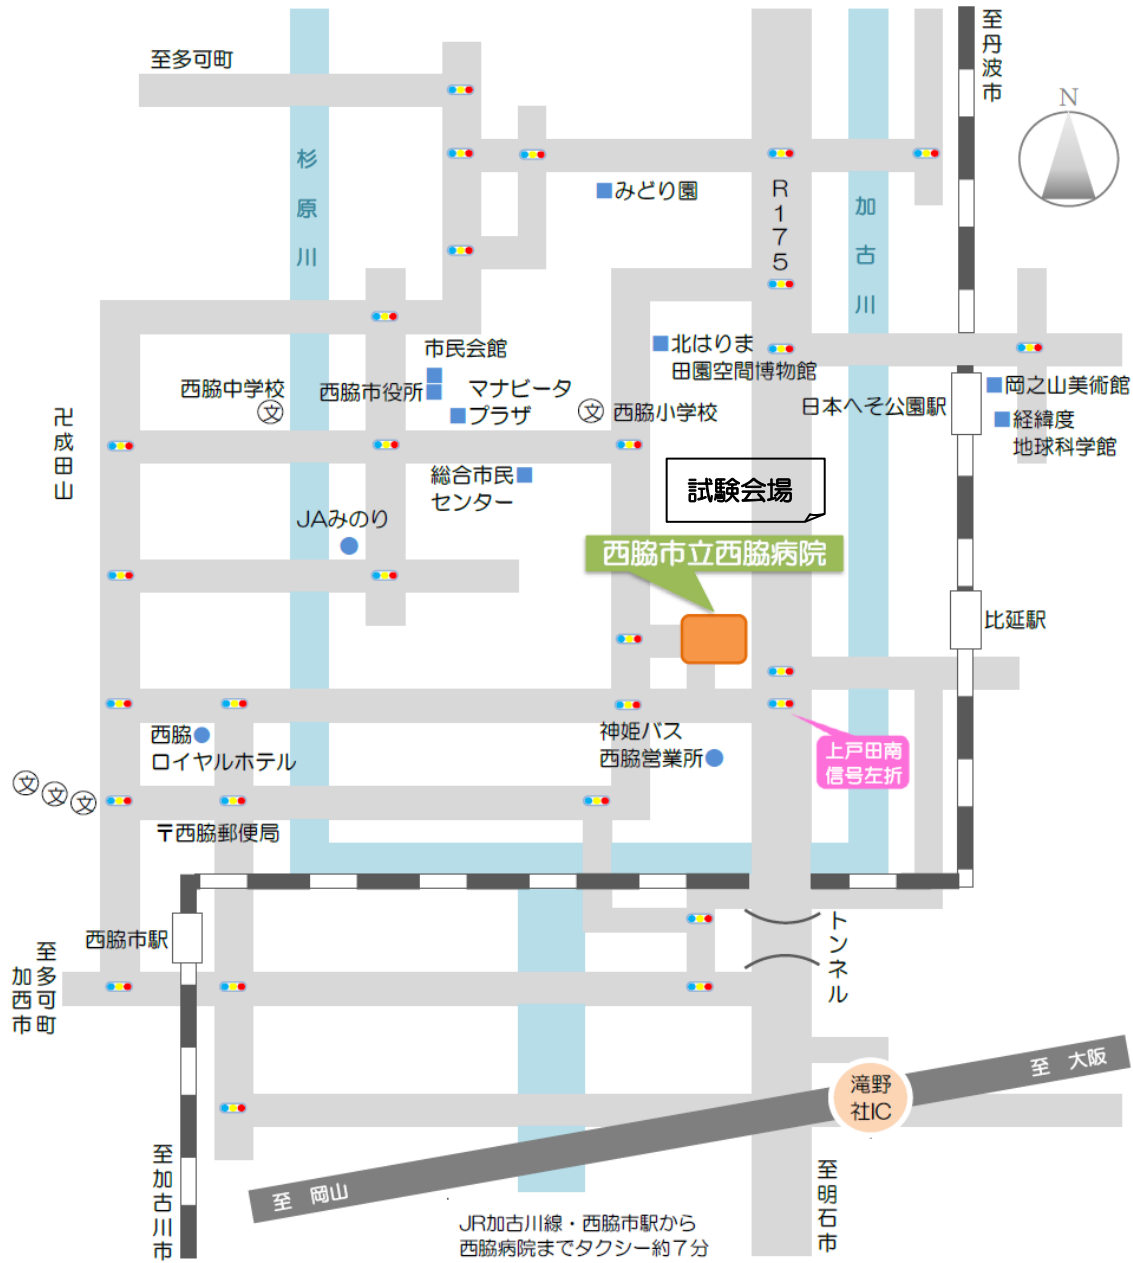 至多可町
至丹波市
N
杉原川
R175
加古川
みどり園
市民会館
北はりま
田園空間博物館
西脇中学校
西脇市役所
マナビータ
プラザ
文
文
西脇小学校
日本へそ公園駅
岡之山美術館
経緯度
地球科学館
卍成田山
総合市民
センター
試験会場
JAみのり
西脇市立西脇病院
比延駅
西脇
ロイヤルホテル
神姫バス
西脇営業所
上戸田南
信号左折
文
文
文
〒西脇郵便局
西脇市駅
トンネル
至多可町
加西市
至 大阪
滝野
社IC
至 岡山
至加古川市
至明石市
JR加古川線・西脇市駅から
西脇病院までタクシー約7分